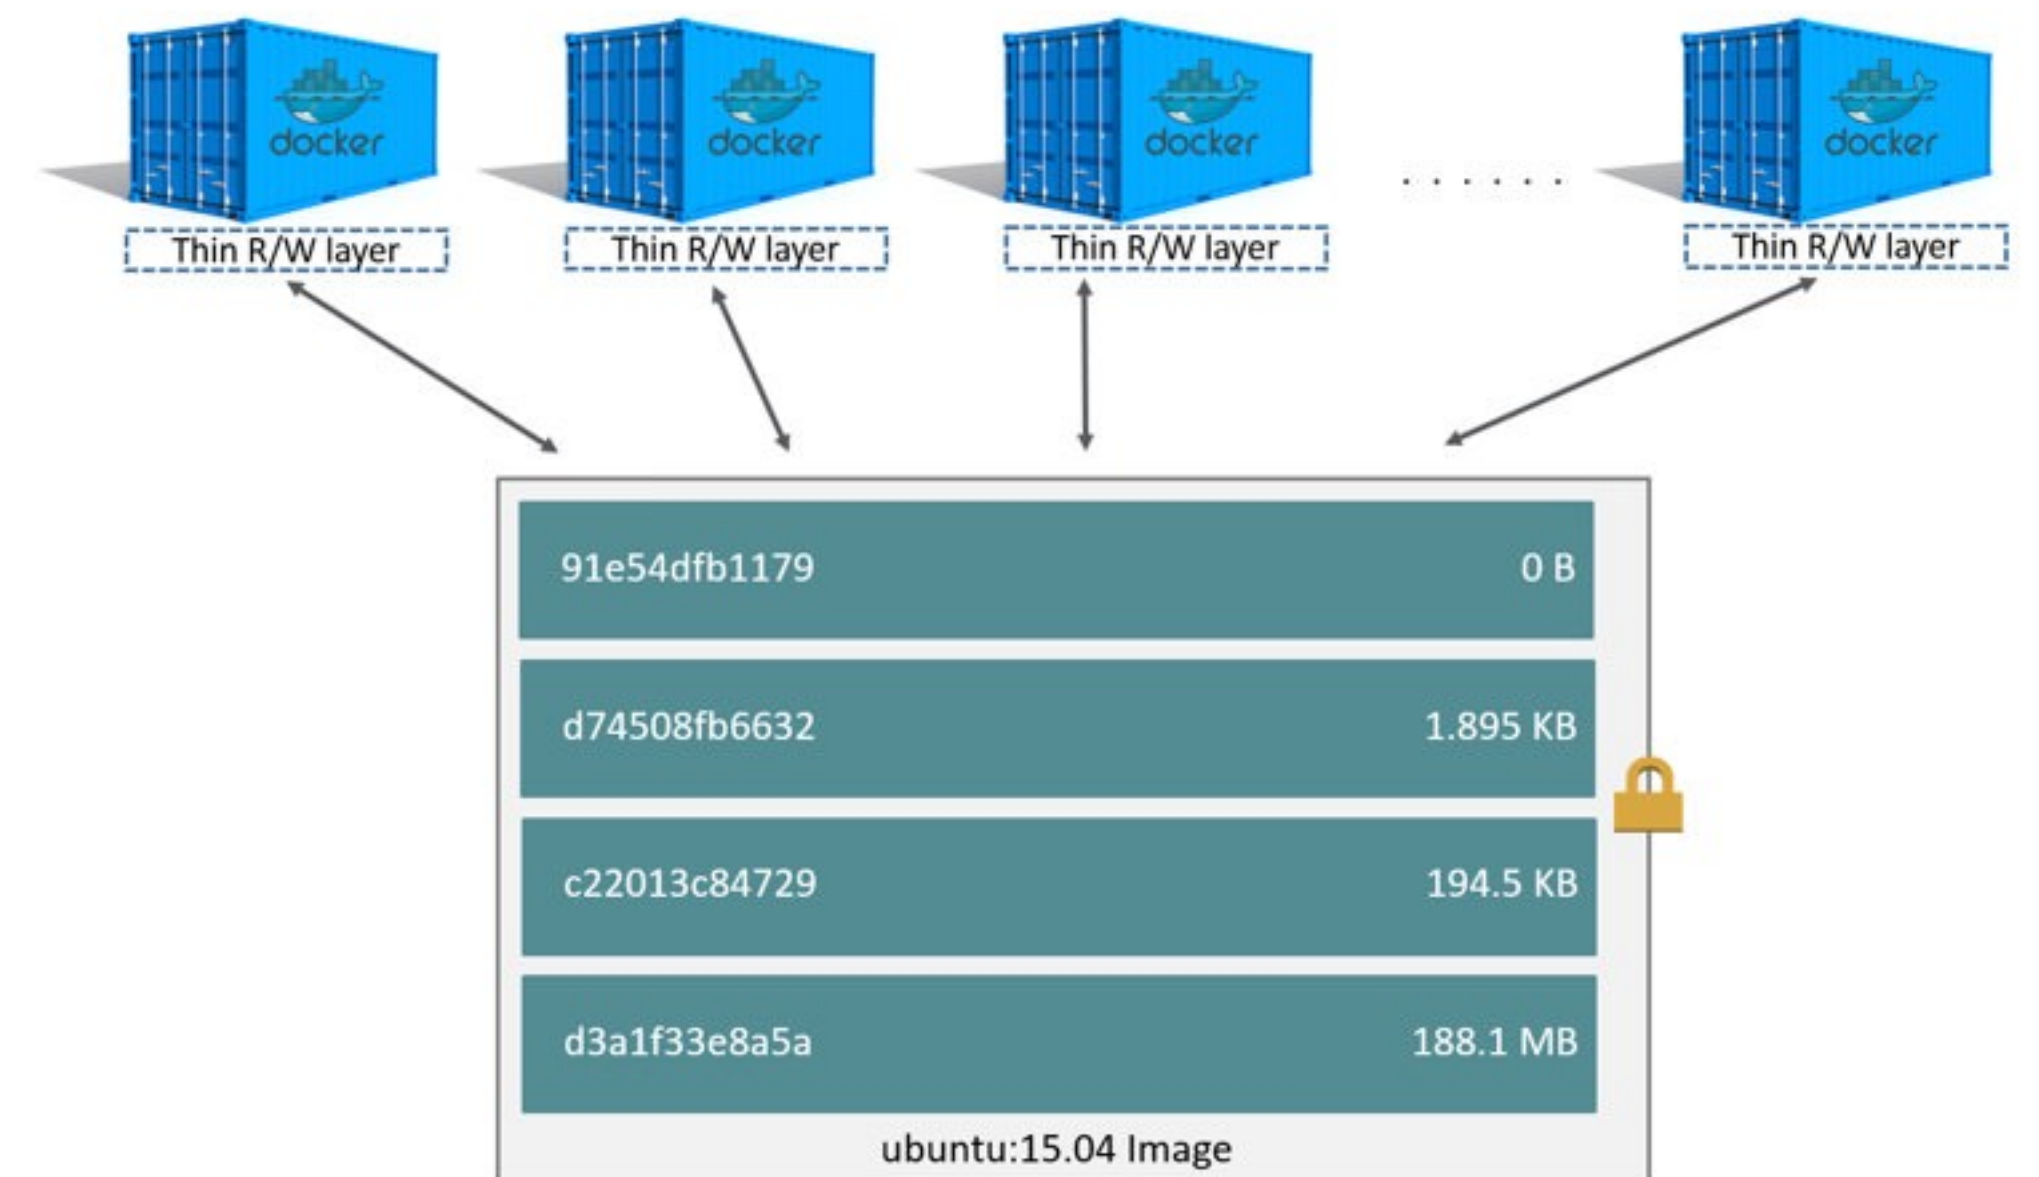 docker docker docker docker
Thin R/W layer Thin R/W layer Thin R/W layer ...... Thin R/W layer
91e54dfb1179 0 B
d74508fb6632 1.895 KB
c22013c84729 194.5 KB
d3a1f33e8a5a 188.1 MB
ubuntu:15.04 Image